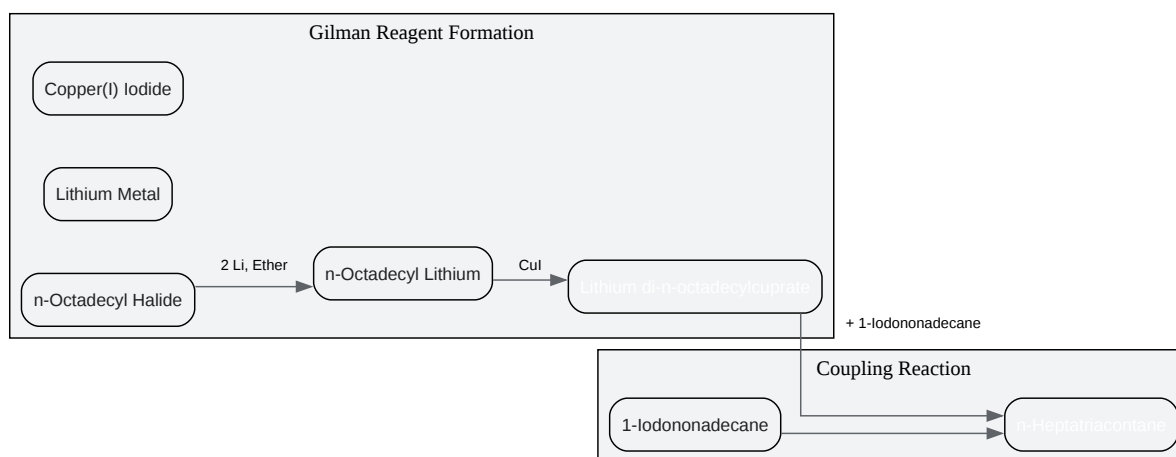 Gilman Reagent Formation
Copper(I) Iodide
Lithium Metal
n-Octadecyl Halide
2 Li, Ether
n-Octadecyl Lithium
CuI
Lithium di-n-octadecylcuprate
+ 1-Iodononadecane
Coupling Reaction
1-Iodononadecane
n-Heptatriacontane